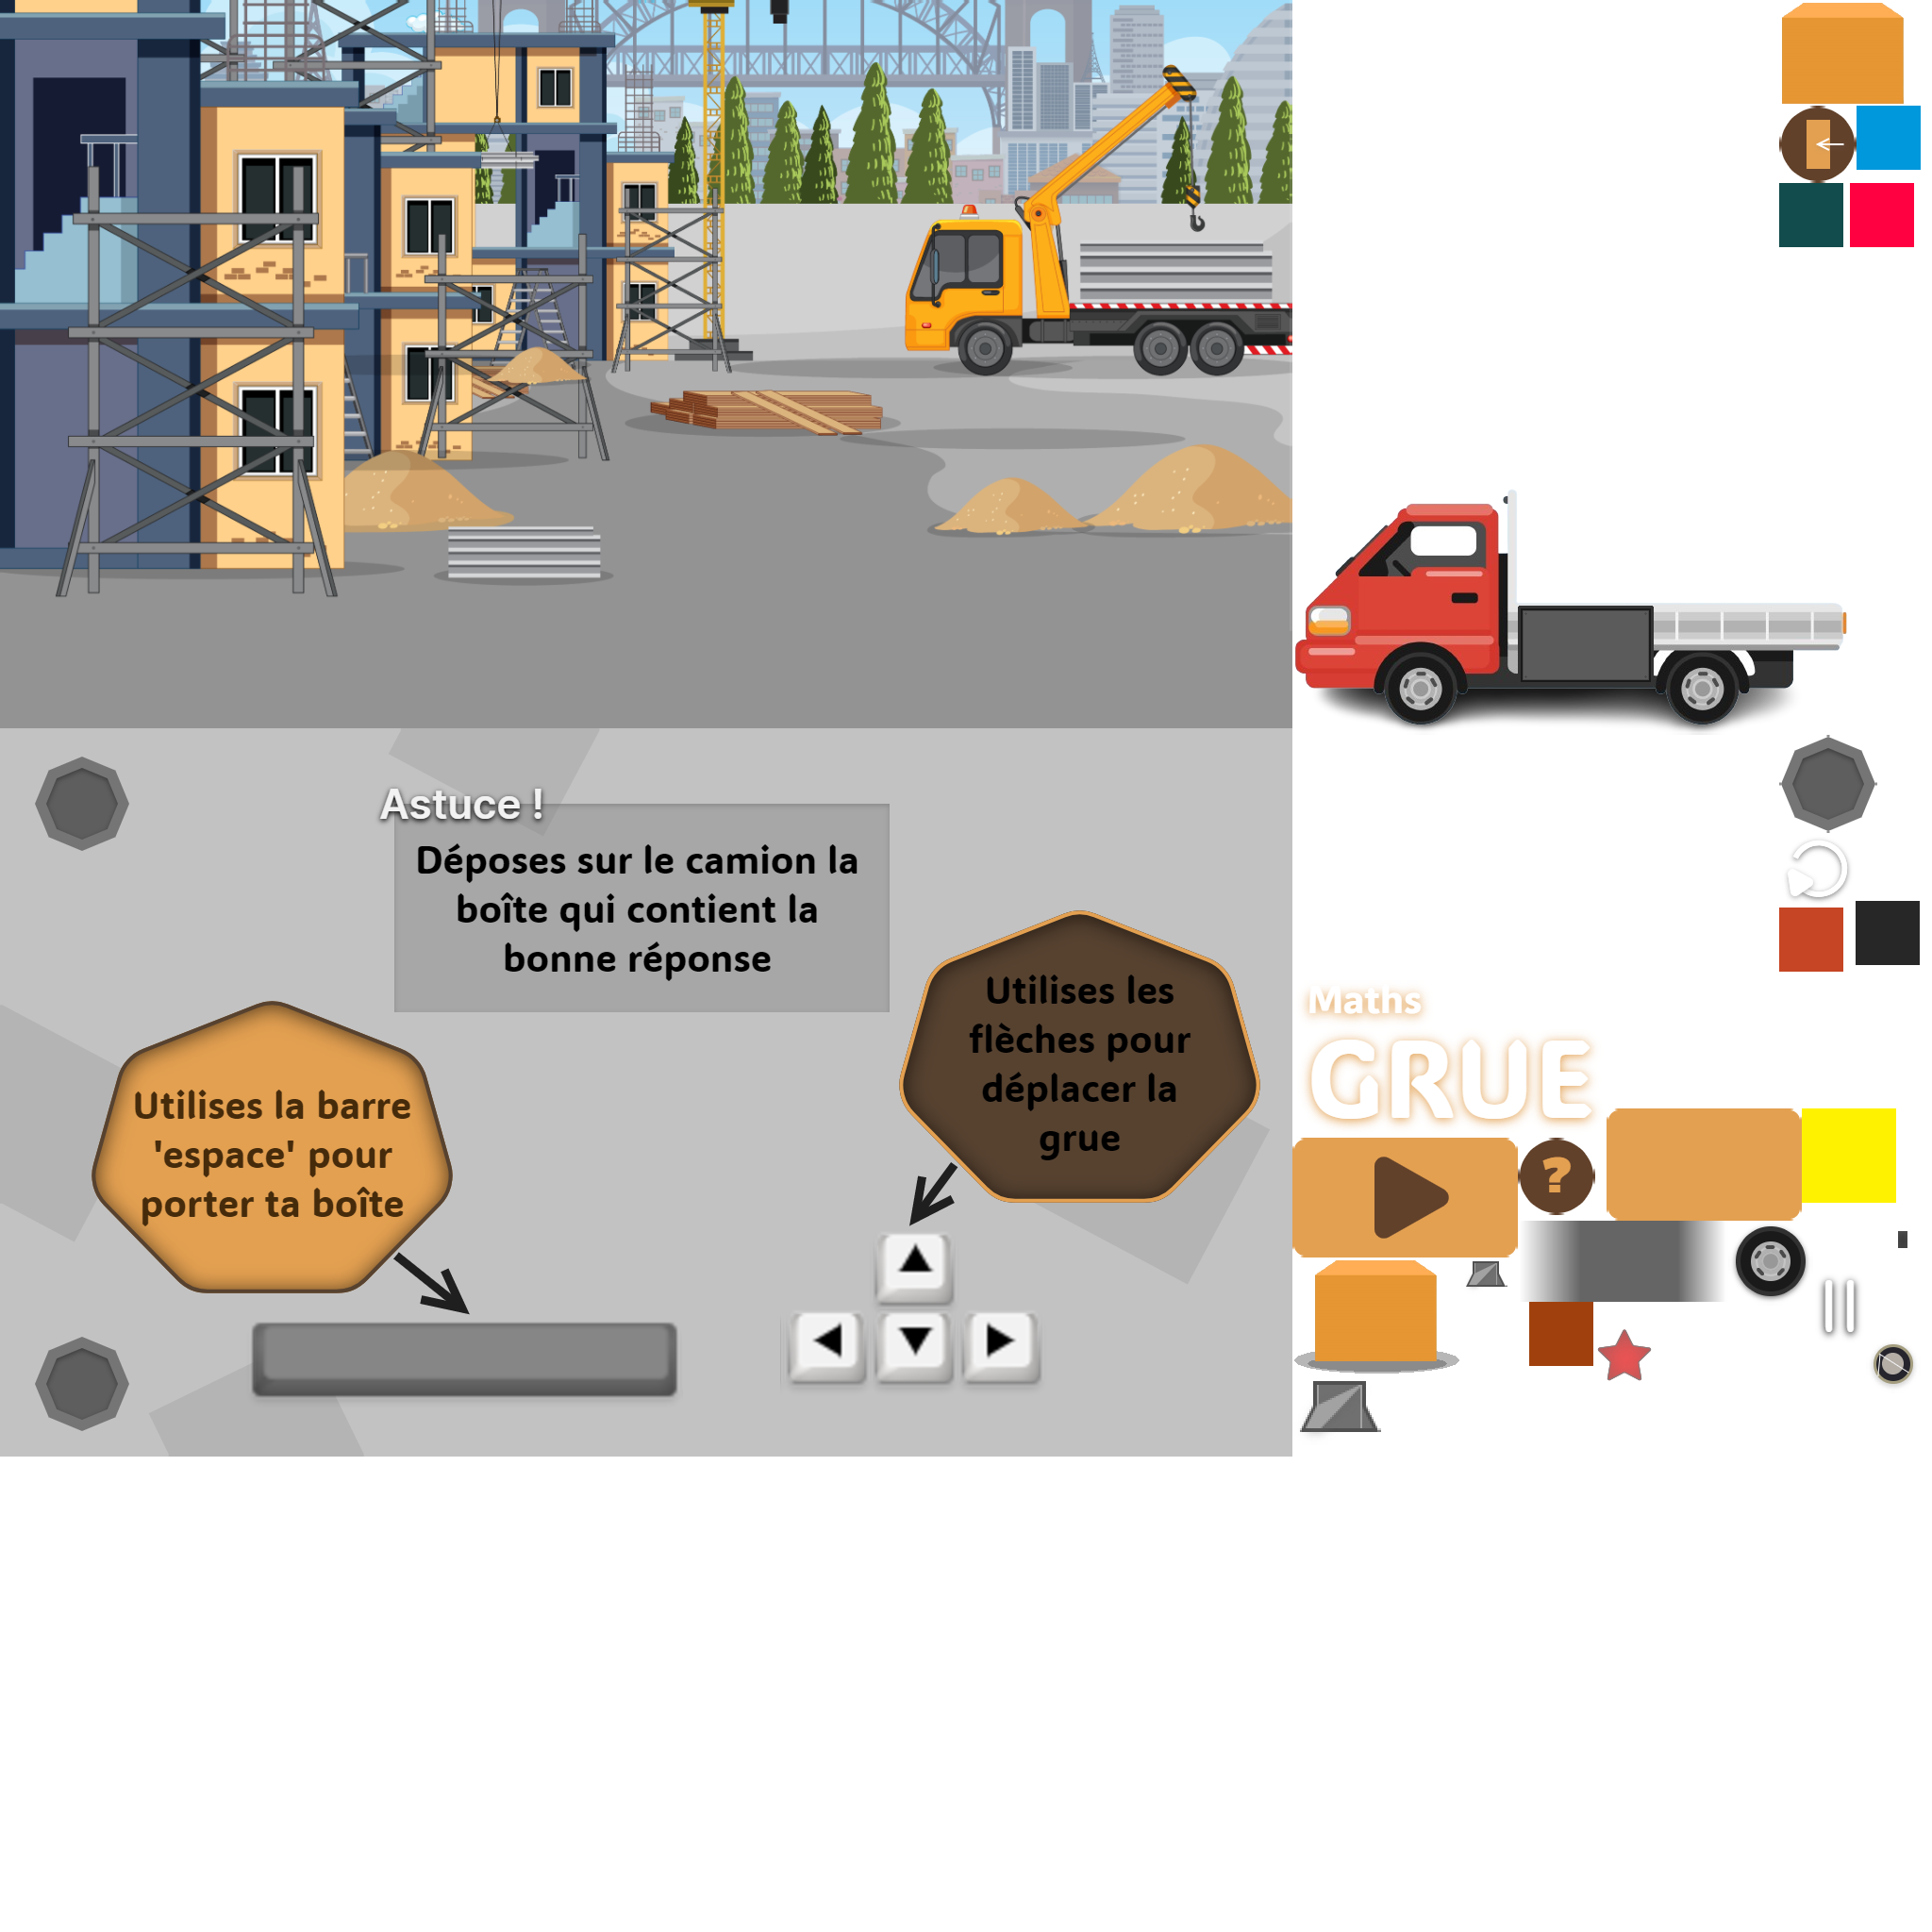 Astuce !
Déposes sur le camion la
boîte qui contient la
bonne réponse
Utilises les
flèches pour
déplacer la
grue
Utilises la barre
'espace' pour
porter ta boîte
Maths
GRUE
?